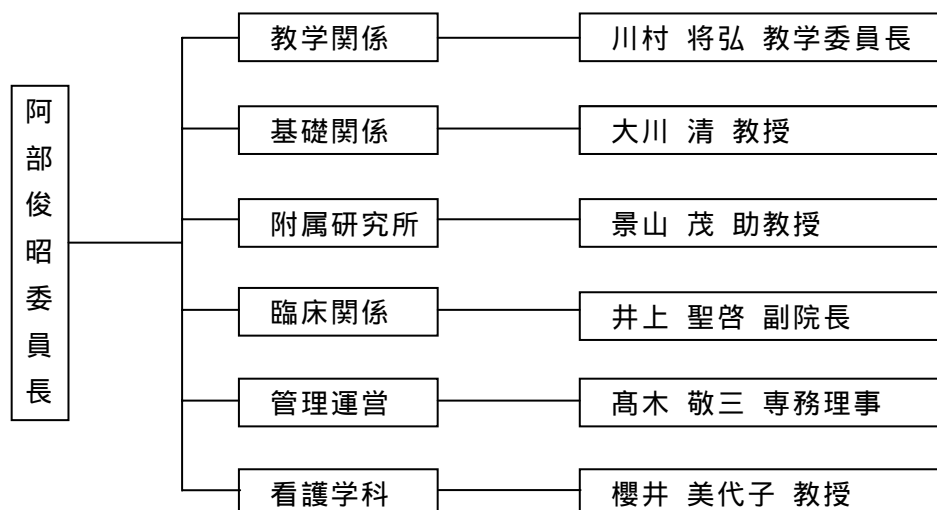 阿部俊昭委員長
教学関係
川村 将弘 教学委員長
基礎関係
大川 清 教授
附属研究所
景山 茂 助教授
臨床関係
井上 聖啓 副院長
管理運営
髙木 敬三 専務理事
看護学科
櫻井 美代子 教授